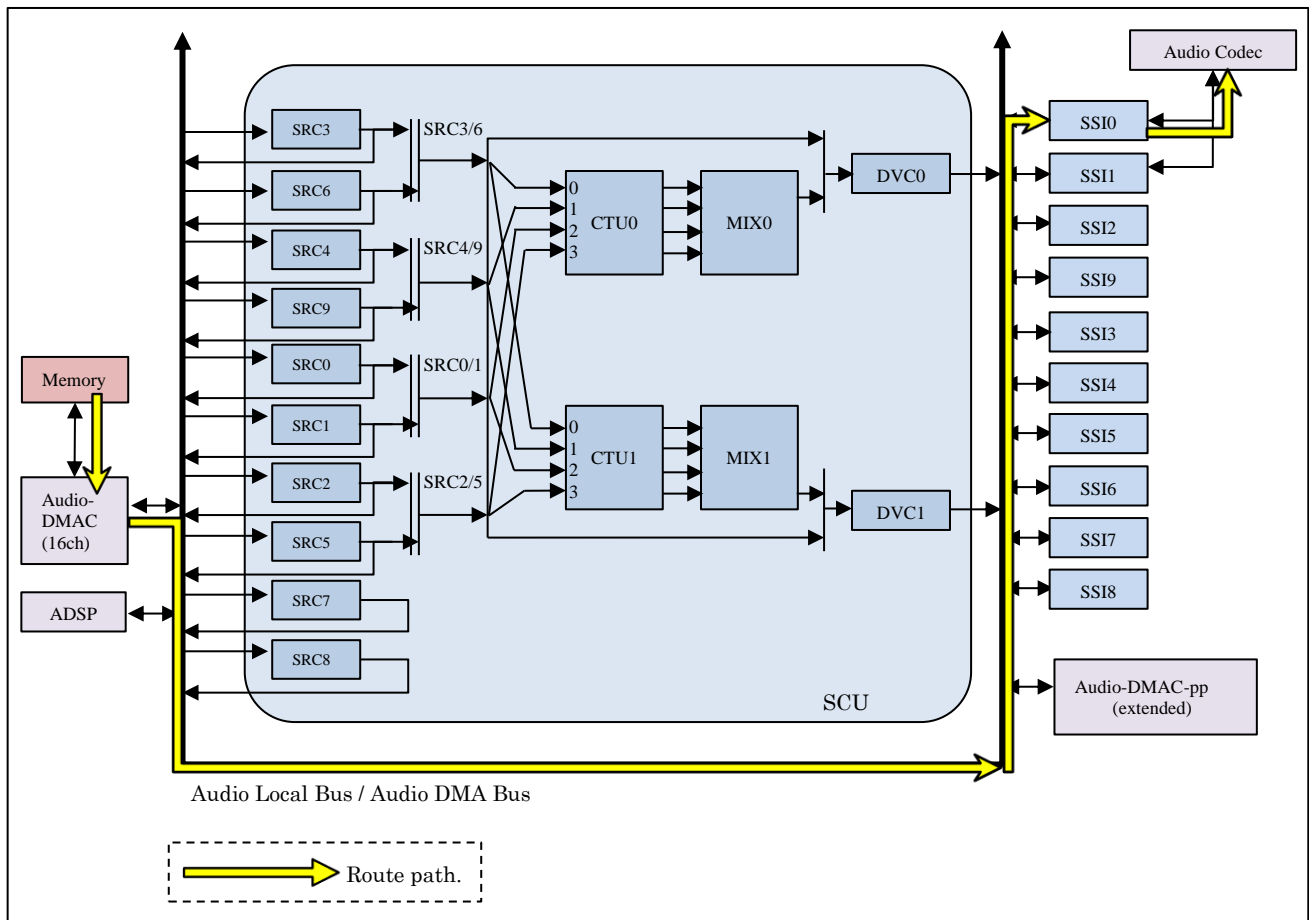 Audio Codec
SRC3
SRC3/6
SSI0
SRC6
SSI1
DVC0
0
1
2
3
CTU0
MIX0
SSI2
SRC4
SRC4/9
SSI9
SRC9
SSI3
SRC0
SRC0/1
Memory
SSI4
SRC1
0
1
2
3
CTU1
MIX1
SSI5
SRC2
SRC2/5
SSI6
Audio-
DMAC
(16ch)
DVC1
SRC5
SSI7
SRC7
SSI8
ADSP
SRC8
Audio-DMAC-pp
(extended)
SCU
Audio Local Bus / Audio DMA Bus
Route path.